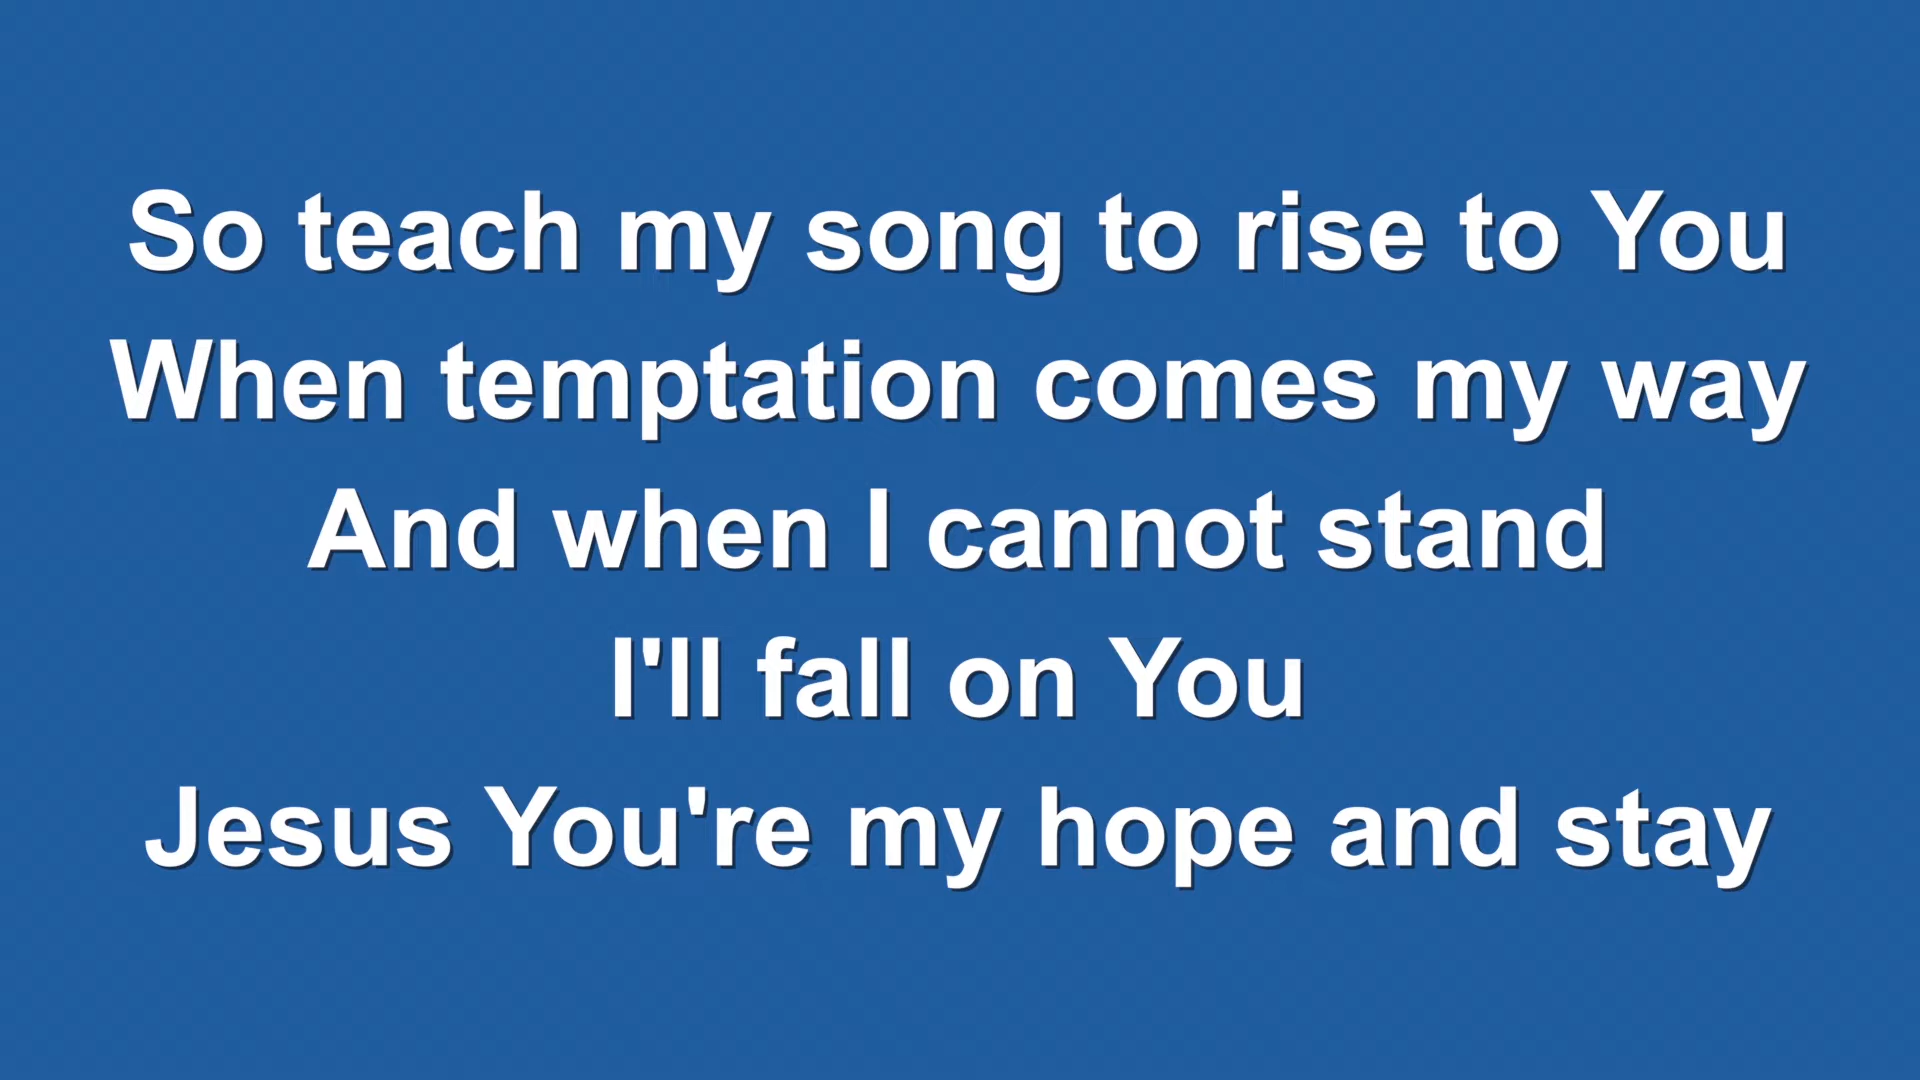 So teach my song to rise to You
When temptation comes my way
And when I cannot stand
I'll fall on You
Jesus You're my hope and stay